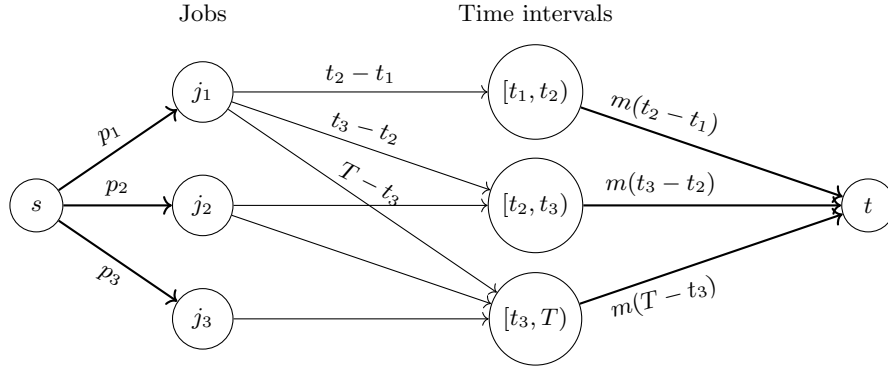 Jobs
Time intervals
j₁
[t₁, t₂)
t₂ − t₁
m(t₂ − t₁)
p₁
t₃ − t₂
T − t₃
s
p₂
j₂
[t₂, t₃)
m(t₃ − t₂)
t
p₃
j₃
[t₃, T)
m(T − t₃)